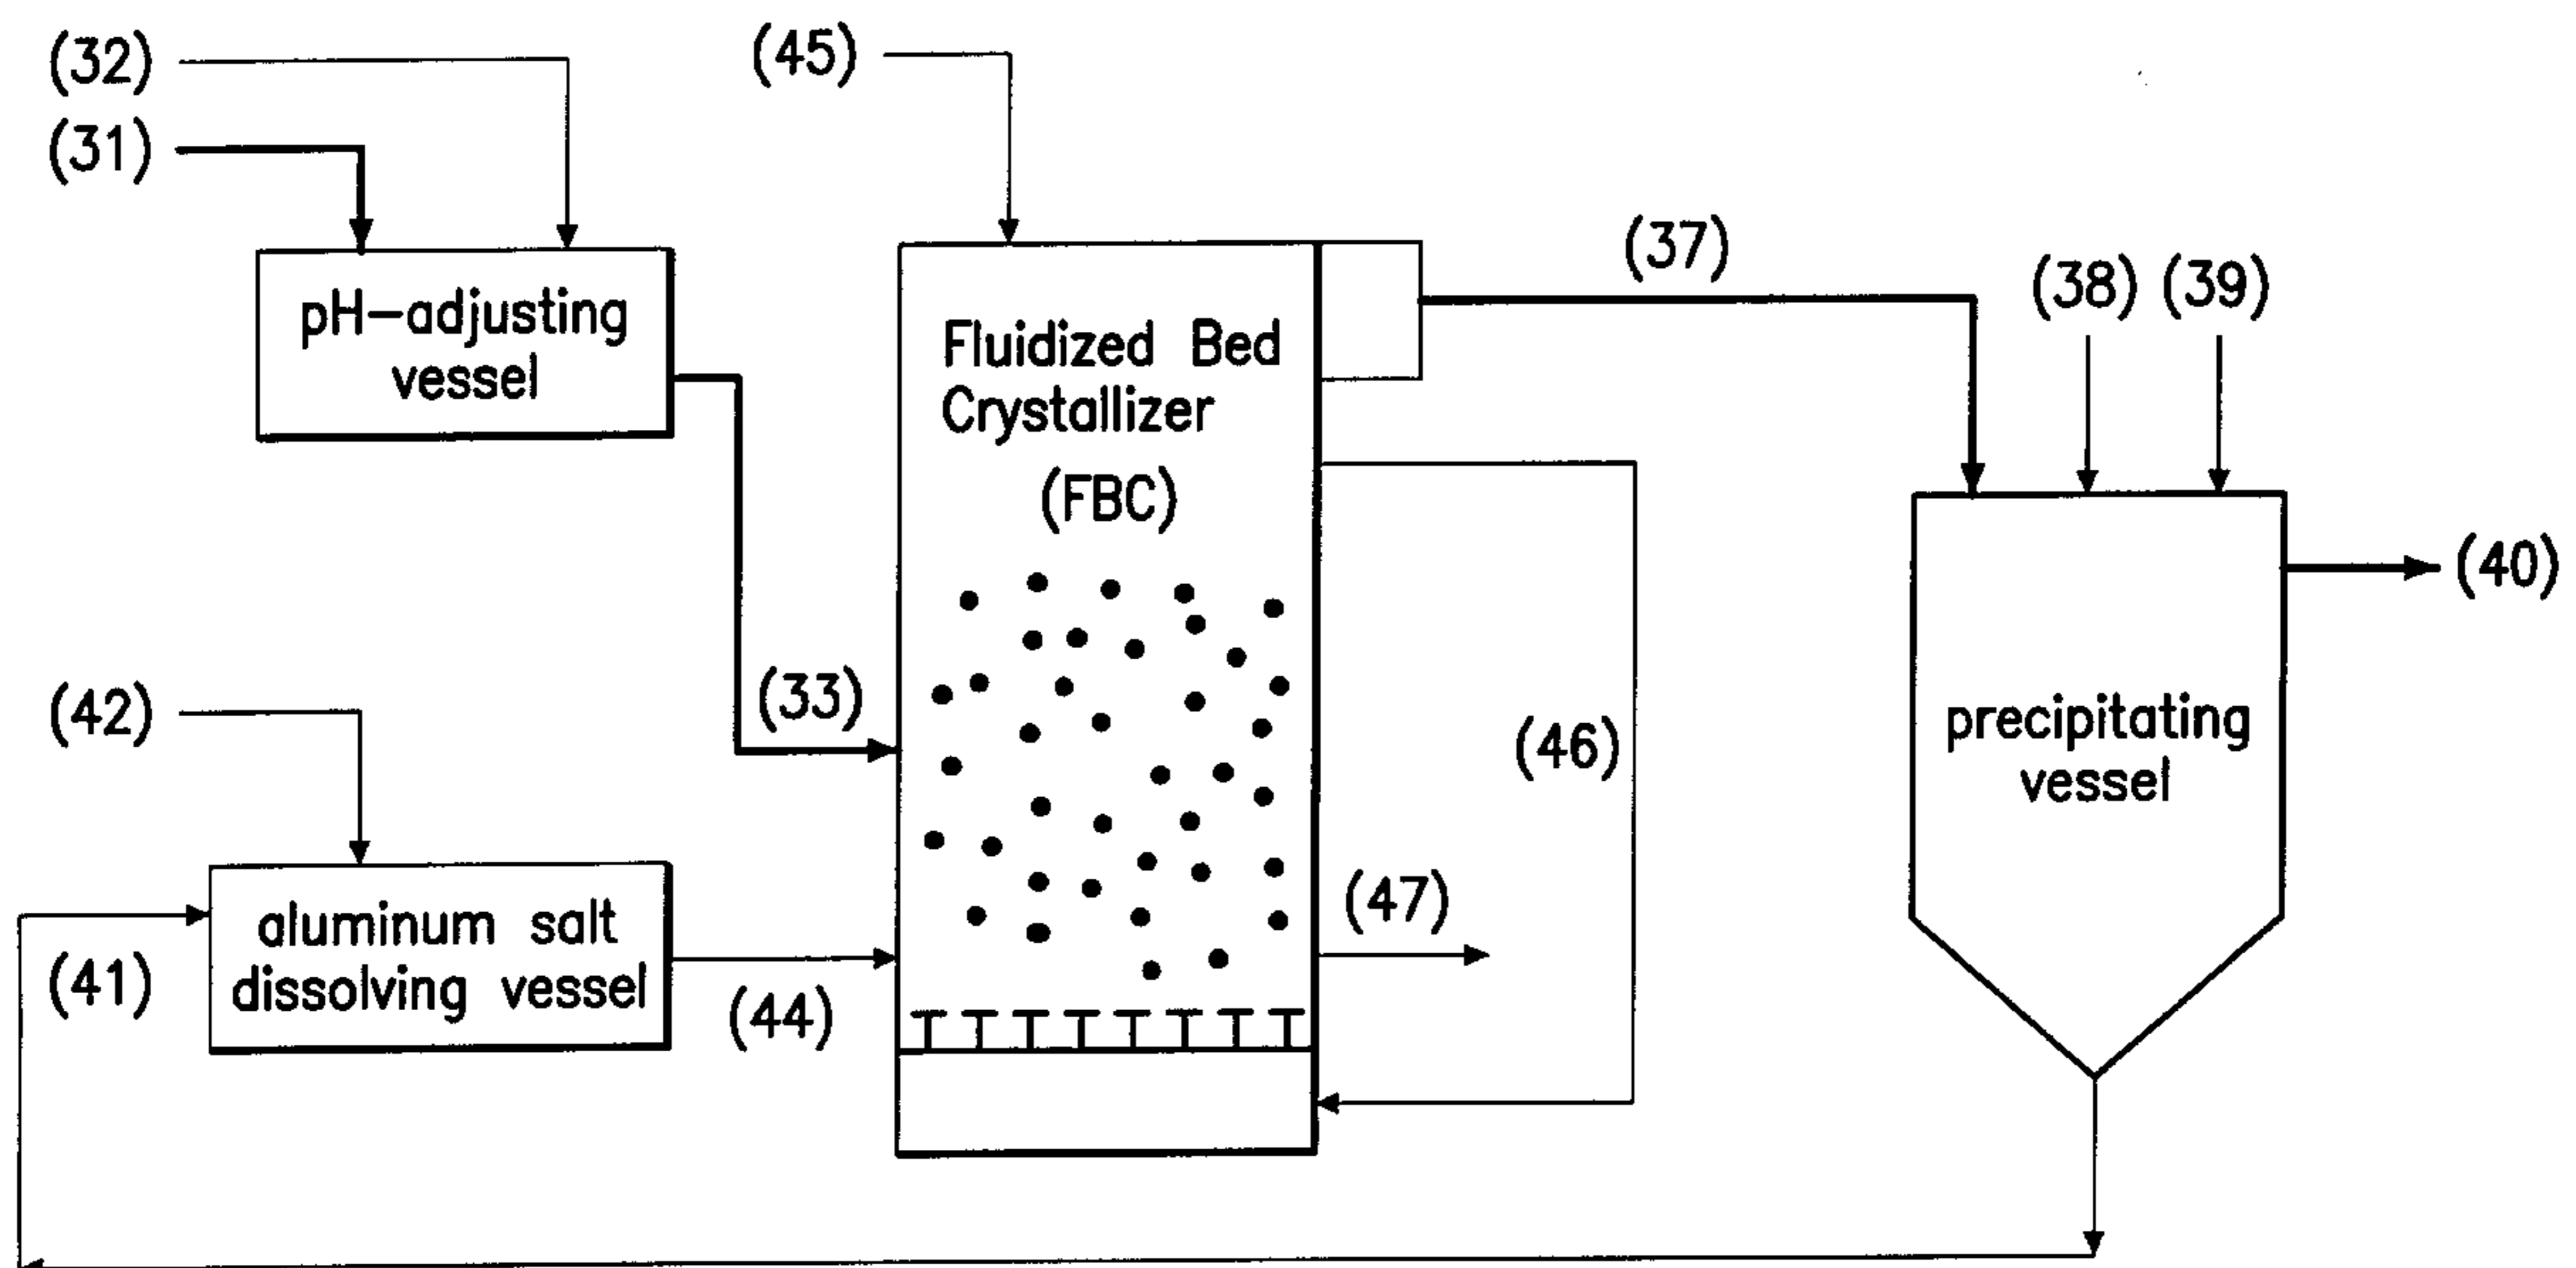 (32)
(31)
pH-adjusting
vessel
(45)
Fluidized Bed
Crystallizer
(FBC)
(37)
(38) (39)
(40)
(33)
(42)
(46)
precipitating
vessel
(47)
(41)
aluminum salt
dissolving vessel
(44)